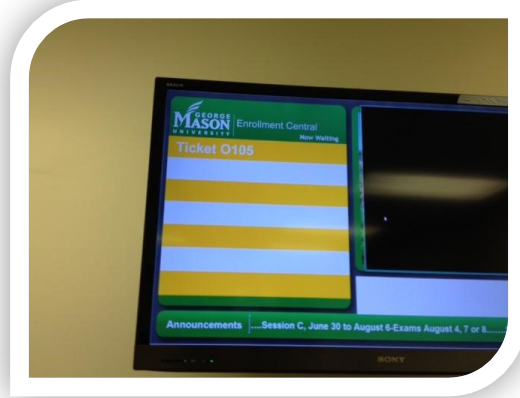 GEORGE
MASON
UNIVERSITY
Enrollment Central
Now Waiting
Ticket O105
Announcements
....Session C, June 30 to August 6-Exams August 4, 7 or 8......
SONY